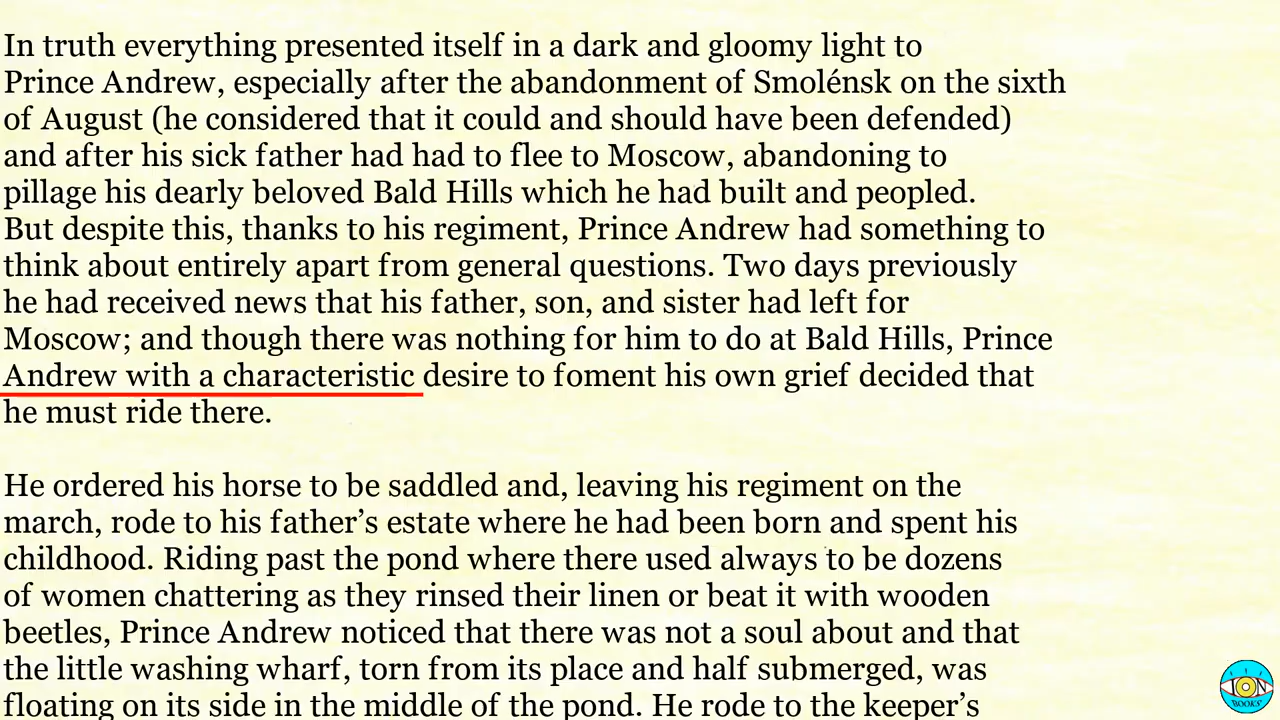 In truth everything presented itself in a dark and gloomy light to
Prince Andrew, especially after the abandonment of Smolénsk on the sixth
of August (he considered that it could and should have been defended)
and after his sick father had had to flee to Moscow, abandoning to
pillage his dearly beloved Bald Hills which he had built and peopled.
But despite this, thanks to his regiment, Prince Andrew had something to
think about entirely apart from general questions. Two days previously
he had received news that his father, son, and sister had left for
Moscow; and though there was nothing for him to do at Bald Hills, Prince
Andrew with a characteristic desire to foment his own grief decided that
he must ride there.
He ordered his horse to be saddled and, leaving his regiment on the
march, rode to his father’s estate where he had been born and spent his
childhood. Riding past the pond where there used always to be dozens
of women chattering as they rinsed their linen or beat it with wooden
beetles, Prince Andrew noticed that there was not a soul about and that
the little washing wharf, torn from its place and half submerged, was
floating on its side in the middle of the pond. He rode to the keeper’s
ION
BOOKS